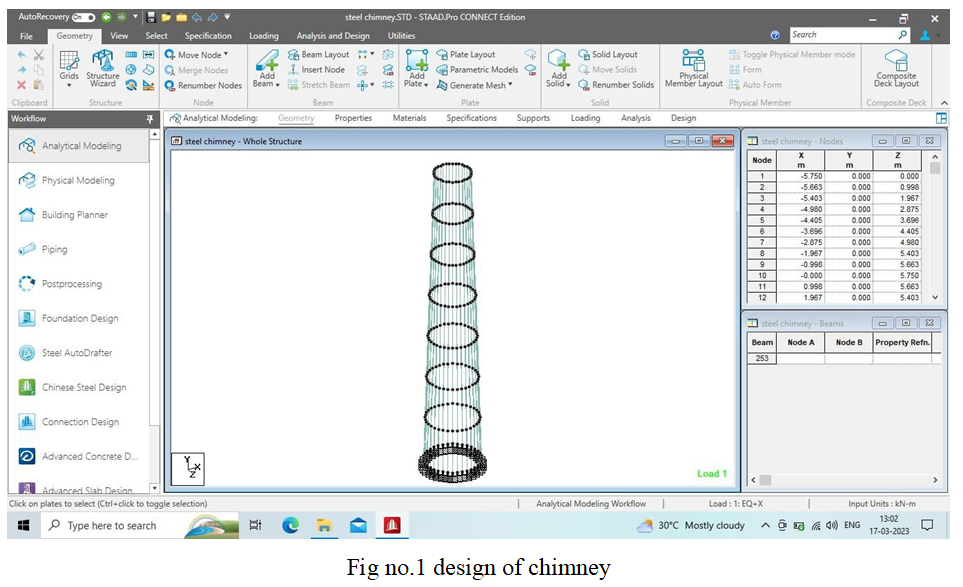 AutoRecovery On steel chimney.STD - STAAD.Pro CONNECT Edition
File Geometry View Select Specification Loading Analysis and Design Utilities Search
Grids
Structure Wizard
Clipboard
Structure
Move Node
Merge Nodes
Renumber Nodes
Node
Add Beam
Beam Layout
Insert Node
Stretch Beam
Beam
Add Plate
Plate Layout
Parametric Models
Generate Mesh
Plate
Add Solid
Solid Layout
Move Solids
Renumber Solids
Solid
Physical Member Layout
Toggle Physical Member mode
Form
Auto Form
Physical Member
Composite Deck Layout
Composite Deck
Workflow
Analytical Modeling: Geometry Properties Materials Specifications Supports Loading Analysis Design
Analytical Modeling
Physical Modeling
Building Planner
Piping
Postprocessing
Foundation Design
Steel AutoDrafter
Chinese Steel Design
Connection Design
Advanced Concrete D...
Advanced Slab Design
steel chimney - Whole Structure
Y
X
Z
Load 1
steel chimney - Nodes
Node X m Y m Z m
1 -5.750 0.000 0.000
2 -5.663 0.000 0.998
3 -5.403 0.000 1.967
4 -4.980 0.000 2.875
5 -4.405 0.000 3.696
6 -3.696 0.000 4.405
7 -2.875 0.000 4.980
8 -1.967 0.000 5.403
9 -0.998 0.000 5.663
10 -0.000 0.000 5.750
11 0.998 0.000 5.663
12 1.967 0.000 5.403
steel chimney - Beams
Beam Node A Node B Property Refn.
253
Click on plates to select (Ctrl+click to toggle selection) Analytical Modeling Workflow Load : 1: EQ+X Input Units : kN-m
Type here to search 30°C Mostly cloudy ENG 13:02
17-03-2023
Fig no.1 design of chimney